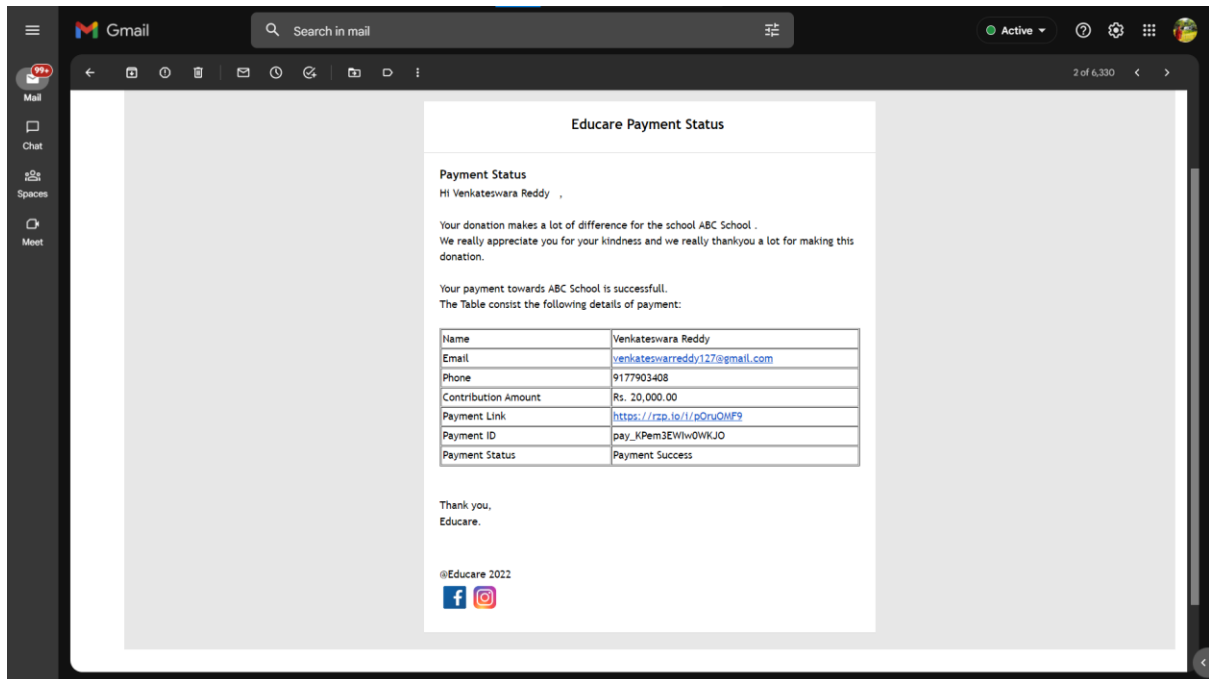 Gmail
Search in mail
Active
99+
2 of 6,330
Mail
Chat
Spaces
Meet
Educare Payment Status
Payment Status
Hi Venkateswara Reddy ,
Your donation makes a lot of difference for the school ABC School .
We really appreciate you for your kindness and we really thankyou a lot for making this
donation.
Your payment towards ABC School is successfull.
The Table consist the following details of payment:
Name Venkateswara Reddy
Email venkateswarreddy127@gmail.com
Phone 9177903408
Contribution Amount Rs. 20,000.00
Payment Link https://rzp.io/i/pOruOMF9
Payment ID pay_KPem3EWIw0WKJO
Payment Status Payment Success
Thank you,
Educare.
@Educare 2022